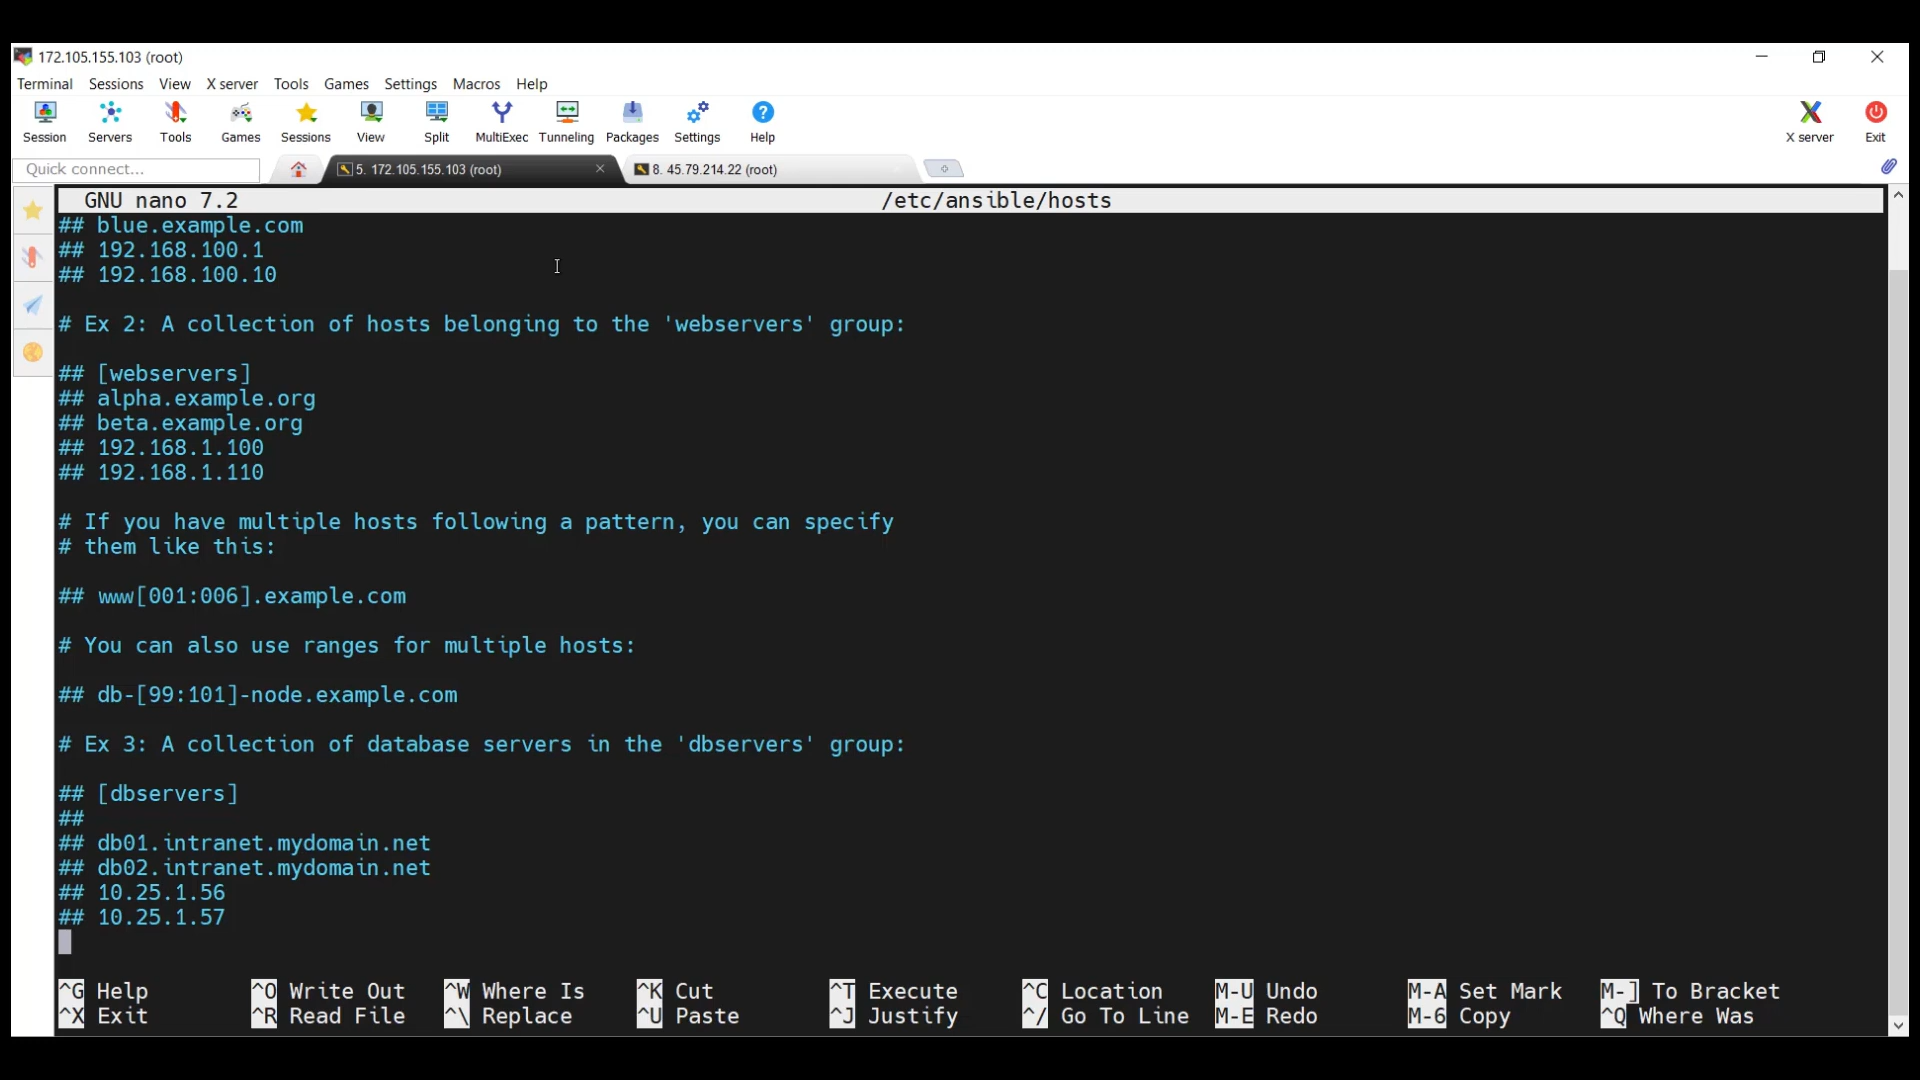 172.105.155.103 (root)
Terminal Sessions View X server Tools Games Settings Macros Help
Session Servers Tools Games Sessions View Split MultiExec Tunneling Packages Settings Help X server Exit
Quick connect... 5. 172.105.155.103 (root) 8. 45.79.214.22 (root)
GNU nano 7.2 /etc/ansible/hosts
## blue.example.com
## 192.168.100.1
## 192.168.100.10
# Ex 2: A collection of hosts belonging to the 'webservers' group:
## [webservers]
## alpha.example.org
## beta.example.org
## 192.168.1.100
## 192.168.1.110
# If you have multiple hosts following a pattern, you can specify
# them like this:
## www[001:006].example.com
# You can also use ranges for multiple hosts:
## db-[99:101]-node.example.com
# Ex 3: A collection of database servers in the 'dbservers' group:
## [dbservers]
##
## db01.intranet.mydomain.net
## db02.intranet.mydomain.net
## 10.25.1.56
## 10.25.1.57
^G Help ^O Write Out ^W Where Is ^K Cut ^T Execute ^C Location M-U Undo M-A Set Mark M-] To Bracket
^X Exit ^R Read File ^\ Replace ^U Paste ^J Justify ^/ Go To Line M-E Redo M-6 Copy ^Q Where Was